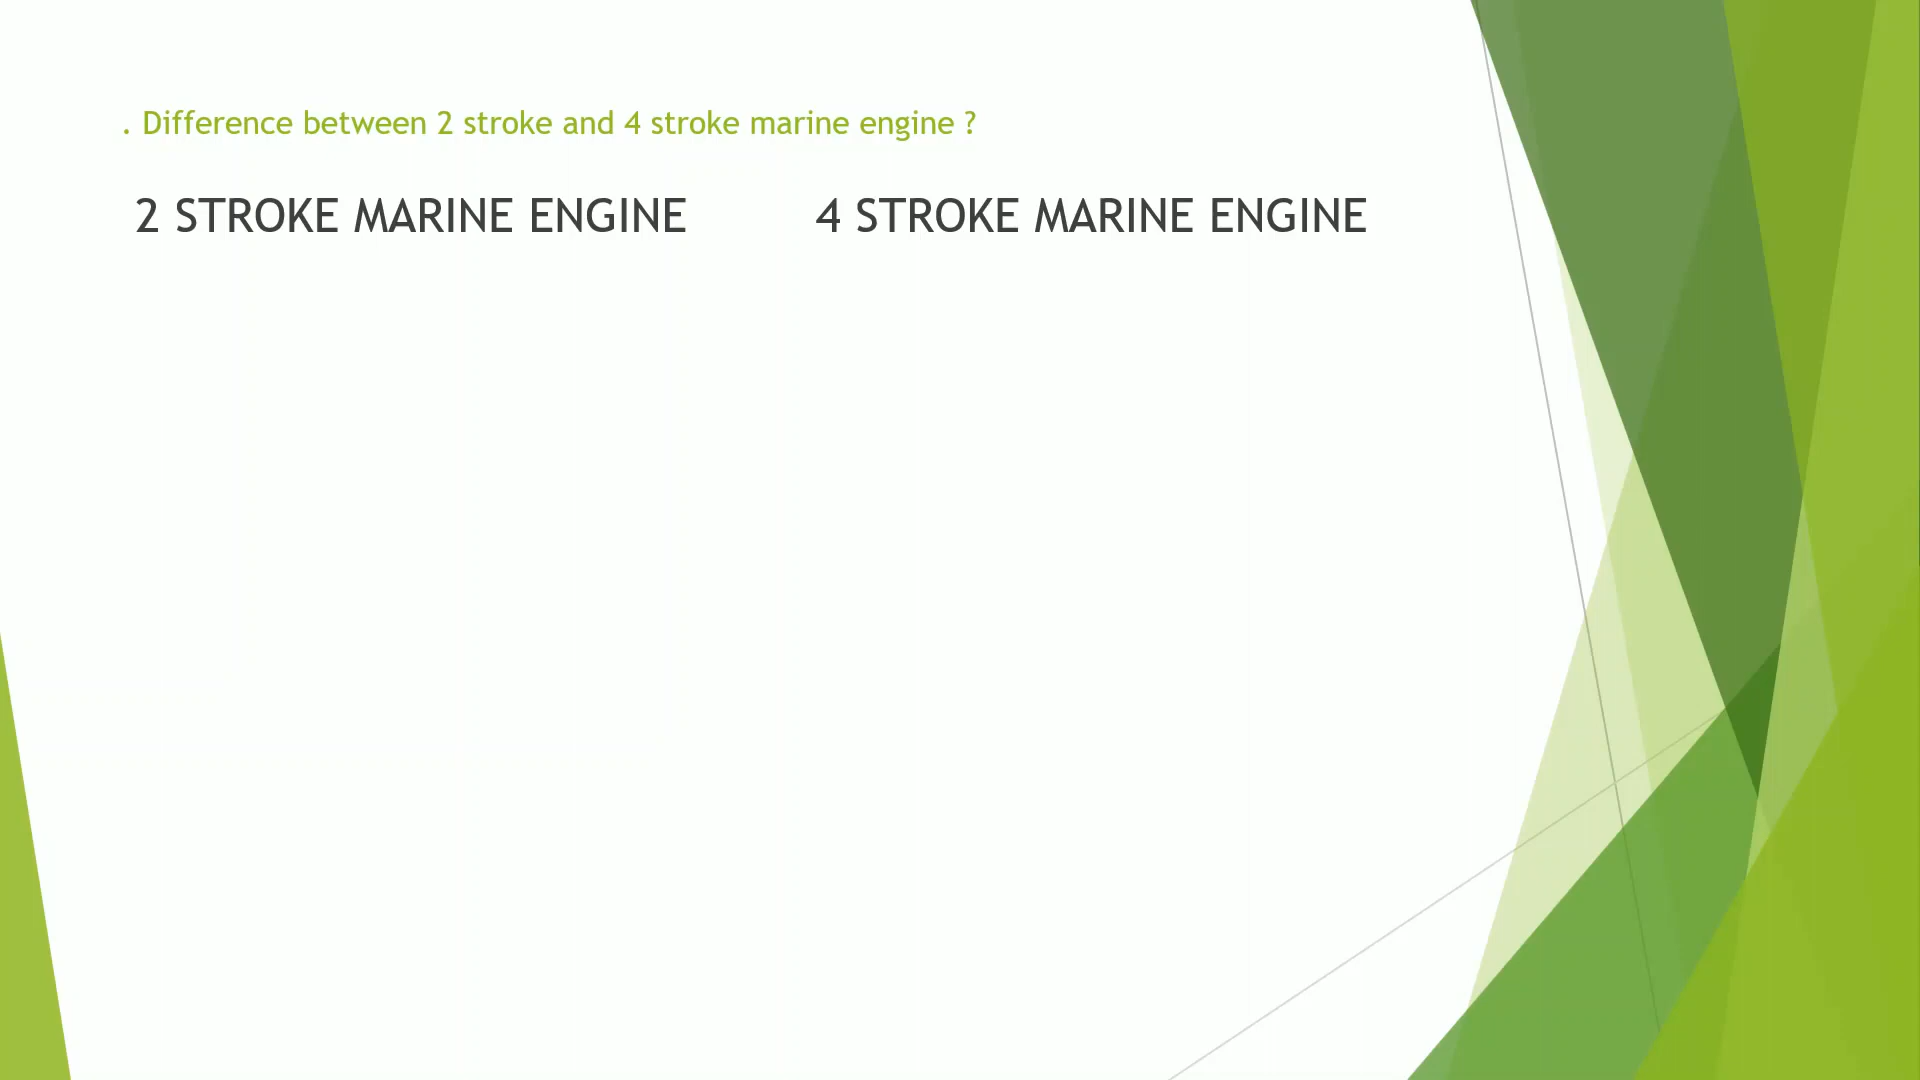 . Difference between 2 stroke and 4 stroke marine engine ?
2 STROKE MARINE ENGINE
4 STROKE MARINE ENGINE